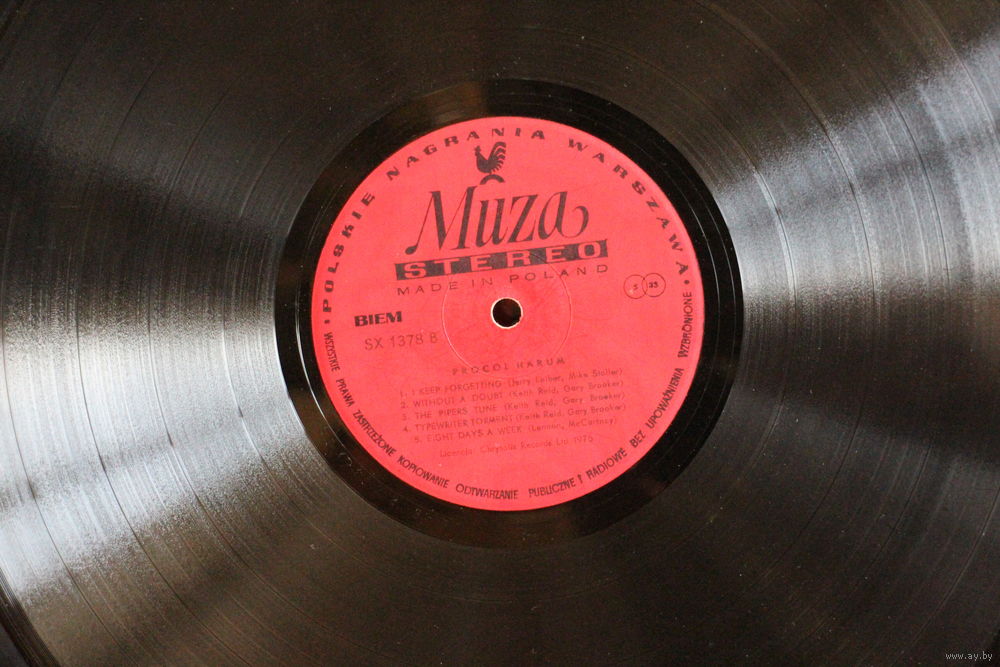 • POLSKIE NAGRANIA WARSZAWA •
Muza
STEREO
MADE IN POLAND
S 33
BIEM
SX 1378 B
PROCOL HARUM
1. I KEEP FORGETTING (Jerry Leiber, Mike Stoller)
2. WITHOUT A DOUBT (Keith Reid, Gary Brooker)
3. THE PIPERS TUNE (Keith Reid, Gary Brooker)
4. TYPEWRITER TORMENT (Keith Reid, Gary Brooker)
5. EIGHT DAYS A WEEK (Lennon, McCartney)
Licencja: Chrysalis Records Ltd 1975
WSZYSTKIE PRAWA ZASTRZEŻONE KOPIOWANIE ODTWARZANIE PUBLICZNE I RADIOWE BEZ UPOWAŻNIENIA WZBRONIONE
www.ay.by